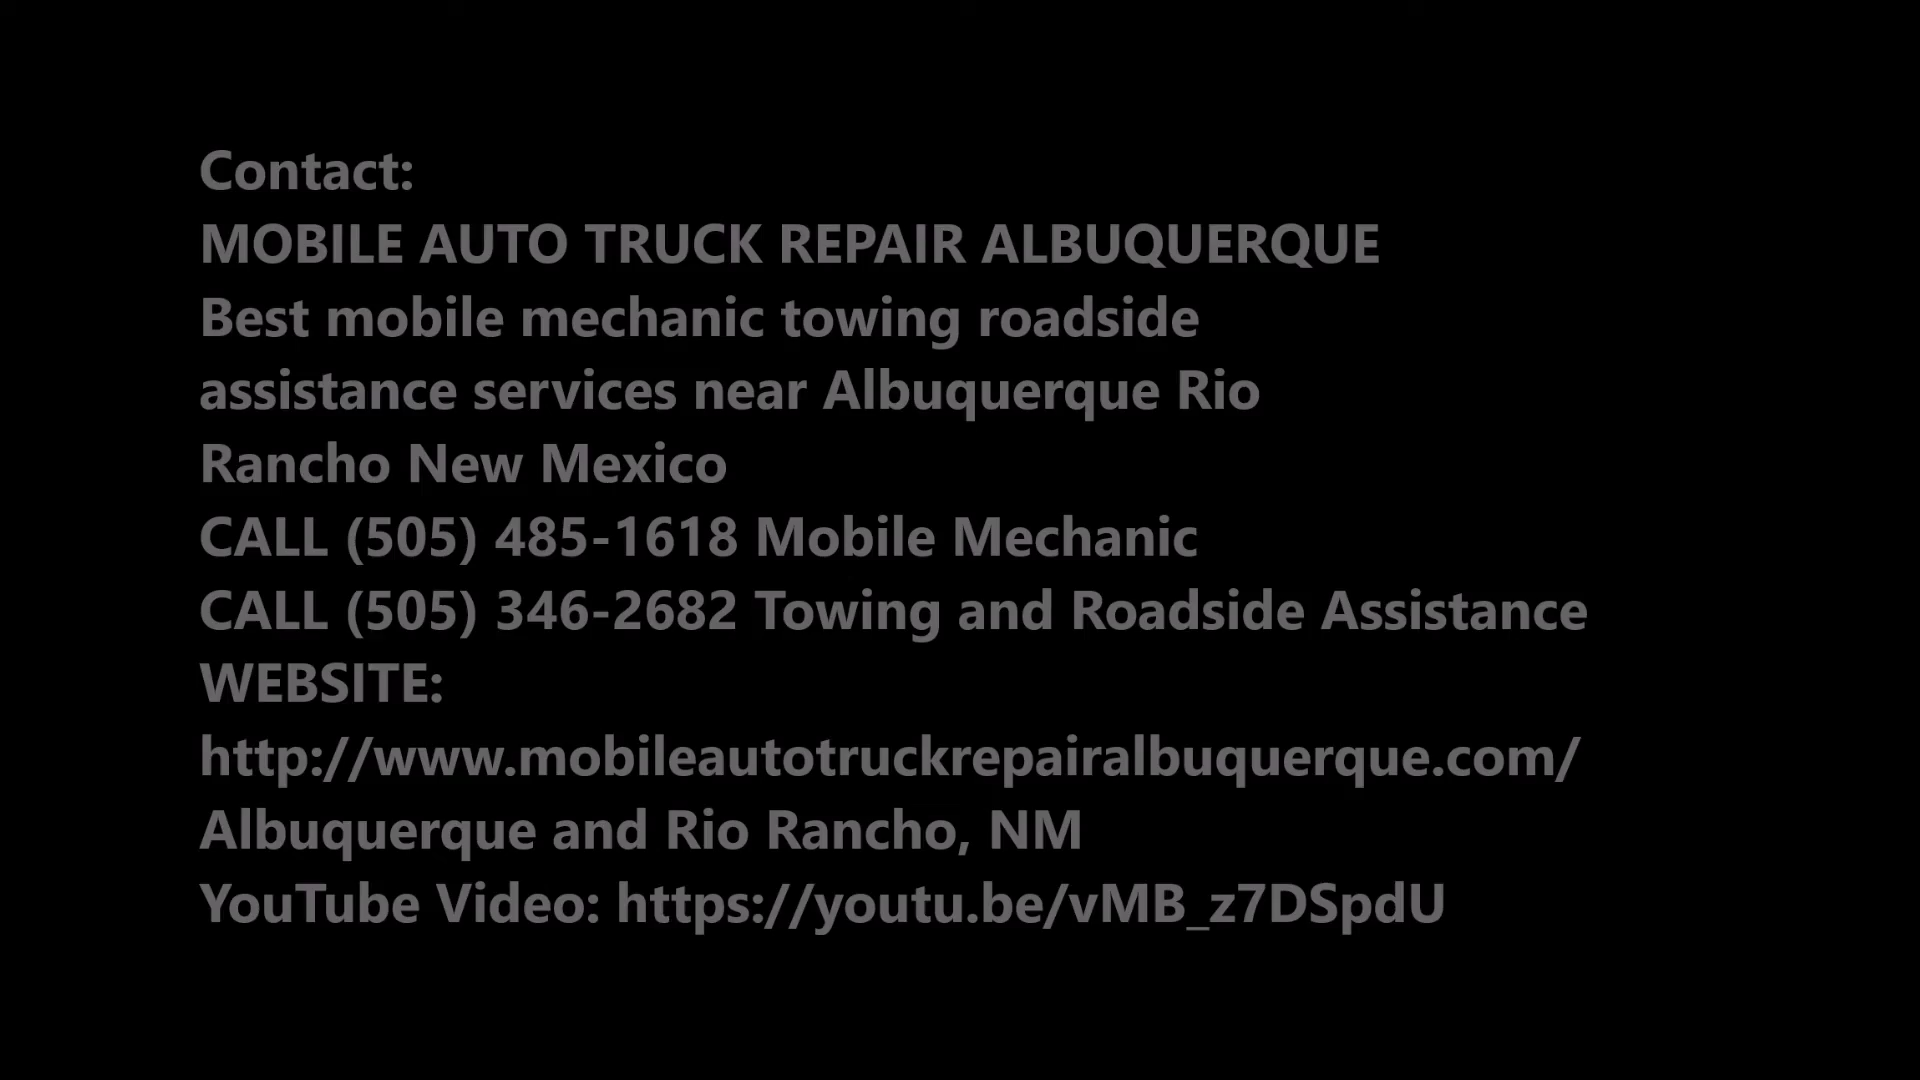 Contact:
MOBILE AUTO TRUCK REPAIR ALBUQUERQUE
Best mobile mechanic towing roadside
assistance services near Albuquerque Rio
Rancho New Mexico
CALL (505) 485-1618 Mobile Mechanic
CALL (505) 346-2682 Towing and Roadside Assistance
WEBSITE:
http://www.mobileautotruckrepairalbuquerque.com/
Albuquerque and Rio Rancho, NM
YouTube Video: https://youtu.be/vMB_z7DSpdU